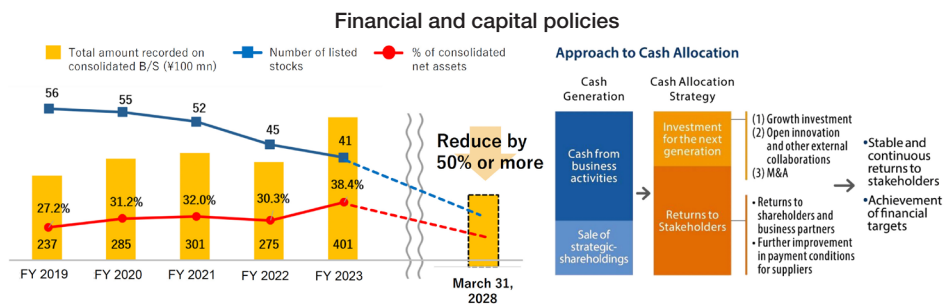 Financial and capital policies
Total amount recorded on
consolidated B/S (¥100 mn)
Number of listed
stocks
% of consolidated
net assets
56
55
52
45
41
27.2%
31.2%
32.0%
30.3%
38.4%
237
285
301
275
401
FY 2019
FY 2020
FY 2021
FY 2022
FY 2023
Reduce by
50% or more
March 31,
2028
Approach to Cash Allocation
Cash
Generation
Cash Allocation
Strategy
Cash from
business
activities
Sale of
strategic-
shareholdings
Investment
for the next
generation
Returns to
Stakeholders
(1) Growth investment
(2) Open innovation
and other external
collaborations
(3) M&A
• Returns to
shareholders and
business partners
• Further improvement
in payment conditions
for suppliers
•Stable and
continuous
returns to
stakeholders
•Achievement
of financial
targets